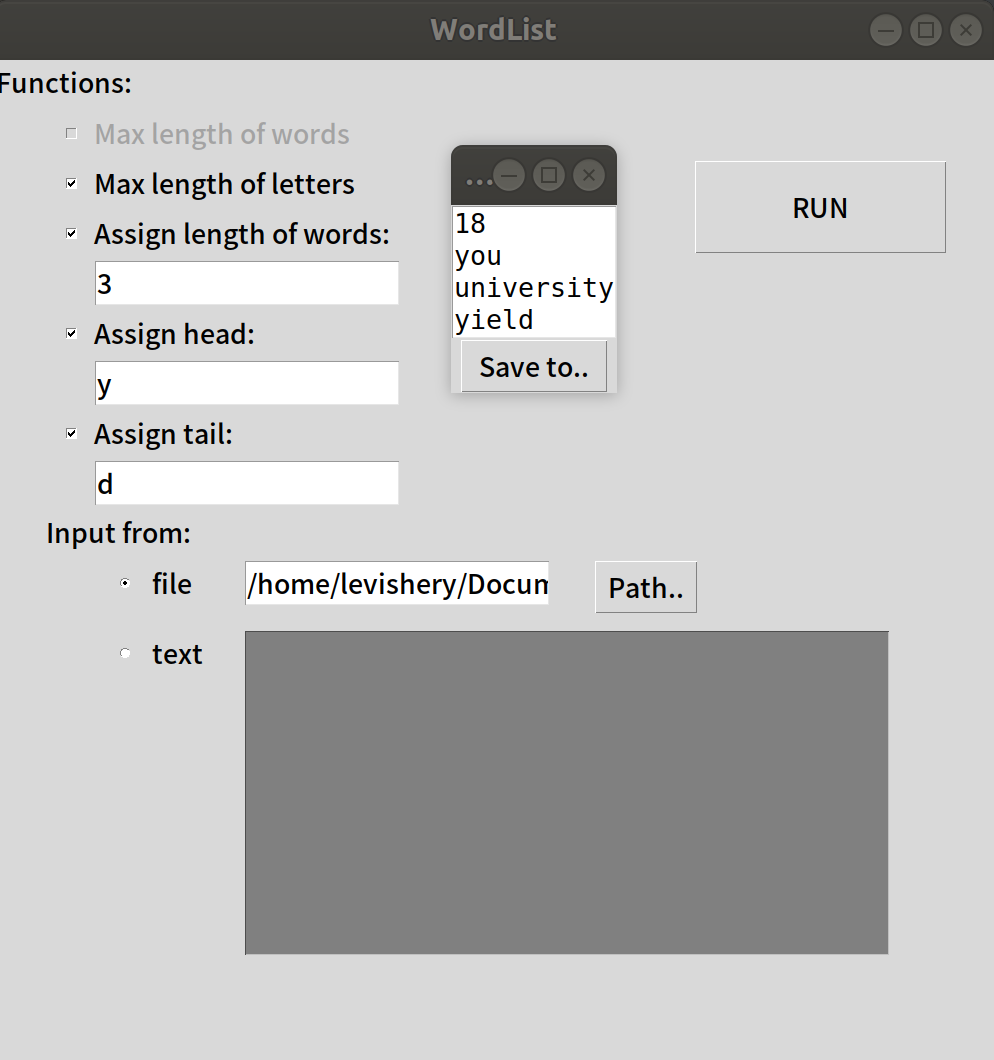 WordList
Functions:
Max length of words
Max length of letters
Assign length of words:
3
Assign head:
y
Assign tail:
d
...
18
you
university
yield
Save to..
RUN
Input from:
file
/home/levishery/Docum
Path..
text